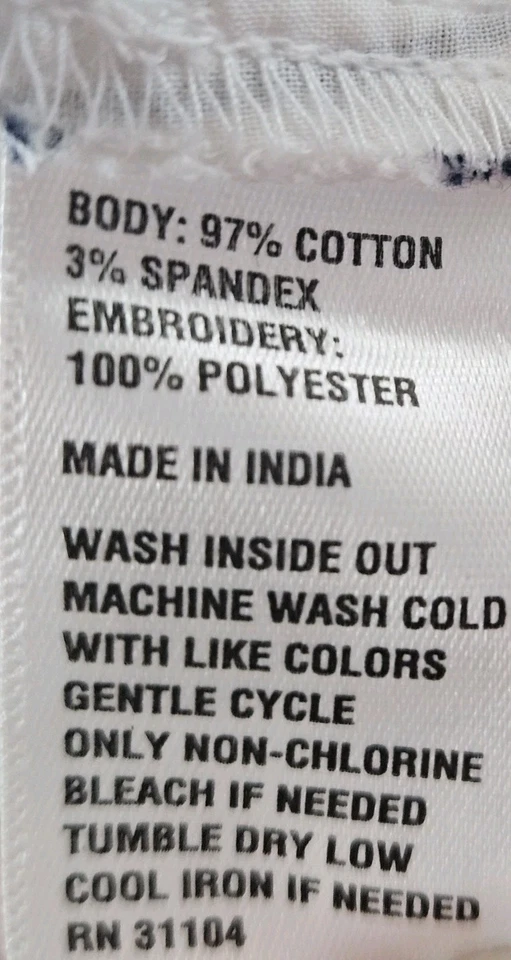 BODY: 97% COTTON
3% SPANDEX
EMBROIDERY:
100% POLYESTER
MADE IN INDIA
WASH INSIDE OUT
MACHINE WASH COLD
WITH LIKE COLORS
GENTLE CYCLE
ONLY NON-CHLORINE
BLEACH IF NEEDED
TUMBLE DRY LOW
COOL IRON IF NEEDED
RN 31104